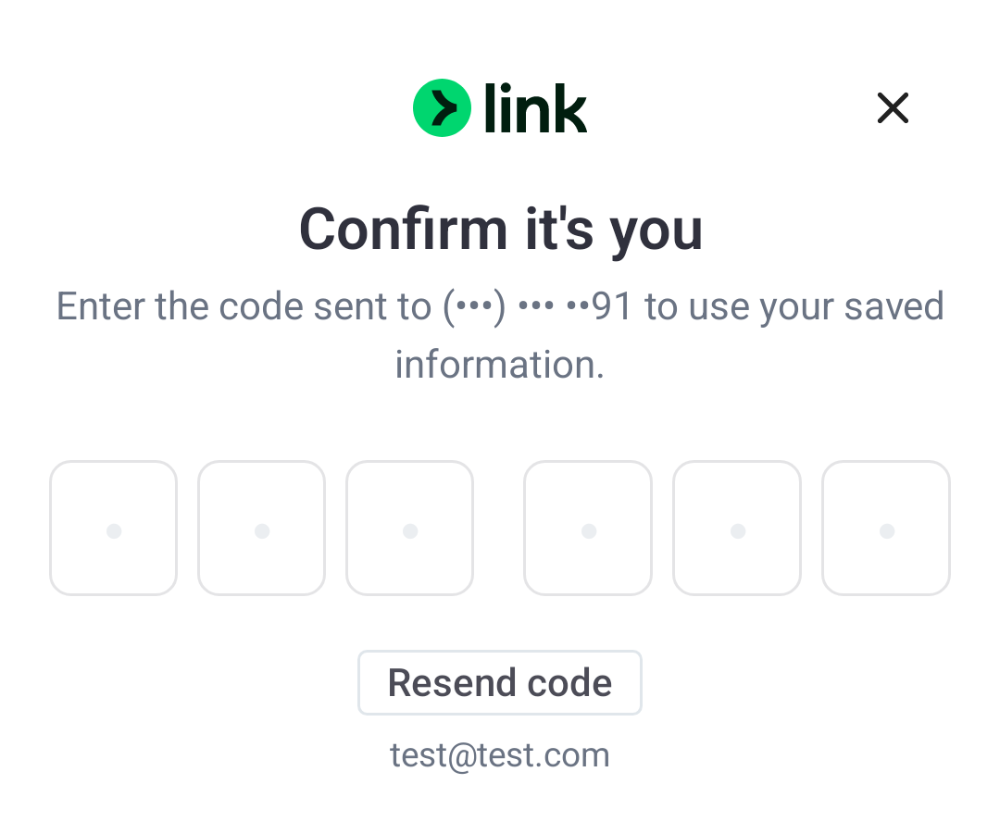 link
Confirm it's you
Enter the code sent to (•••) ••• ••91 to use your saved
information.
Resend code
test@test.com